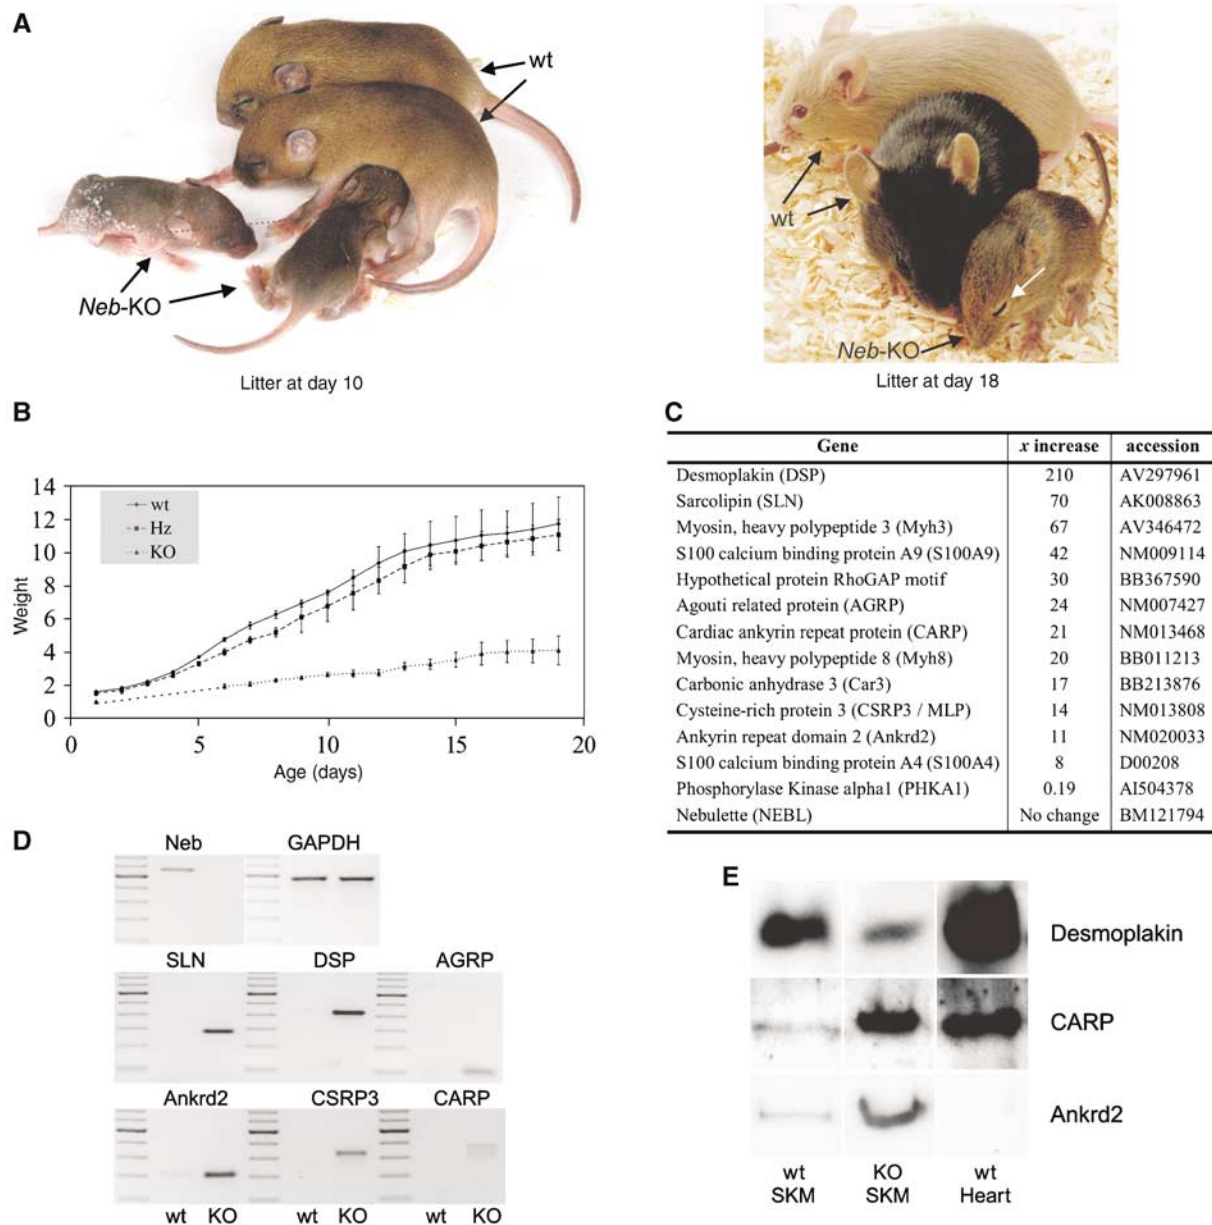 A
wt
Neb-KO
Litter at day 10
wt
Neb-KO
Litter at day 18
B
14
12
10
8
6
4
2
0
wt
Hz
KO
Weight
0
5
10
15
20
Age (days)
C
Gene x increase accession
Desmoplakin (DSP) 210 AV297961
Sarcolipin (SLN) 70 AK008863
Myosin, heavy polypeptide 3 (Myh3) 67 AV346472
S100 calcium binding protein A9 (S100A9) 42 NM009114
Hypothetical protein RhoGAP motif 30 BB367590
Agouti related protein (AGRP) 24 NM007427
Cardiac ankyrin repeat protein (CARP) 21 NM013468
Myosin, heavy polypeptide 8 (Myh8) 20 BB011213
Carbonic anhydrase 3 (Car3) 17 BB213876
Cysteine-rich protein 3 (CSRP3 / MLP) 14 NM013808
Ankyrin repeat domain 2 (Ankrd2) 11 NM020033
S100 calcium binding protein A4 (S100A4) 8 D00208
Phosphorylase Kinase alpha1 (PHKA1) 0.19 AI504378
Nebulette (NEBL) No change BM121794
D
Neb GAPDH
SLN DSP AGRP
Ankrd2 CSRP3 CARP
wt KO wt KO wt KO
E
Desmoplakin
CARP
Ankrd2
wt KO wt
SKM SKM Heart